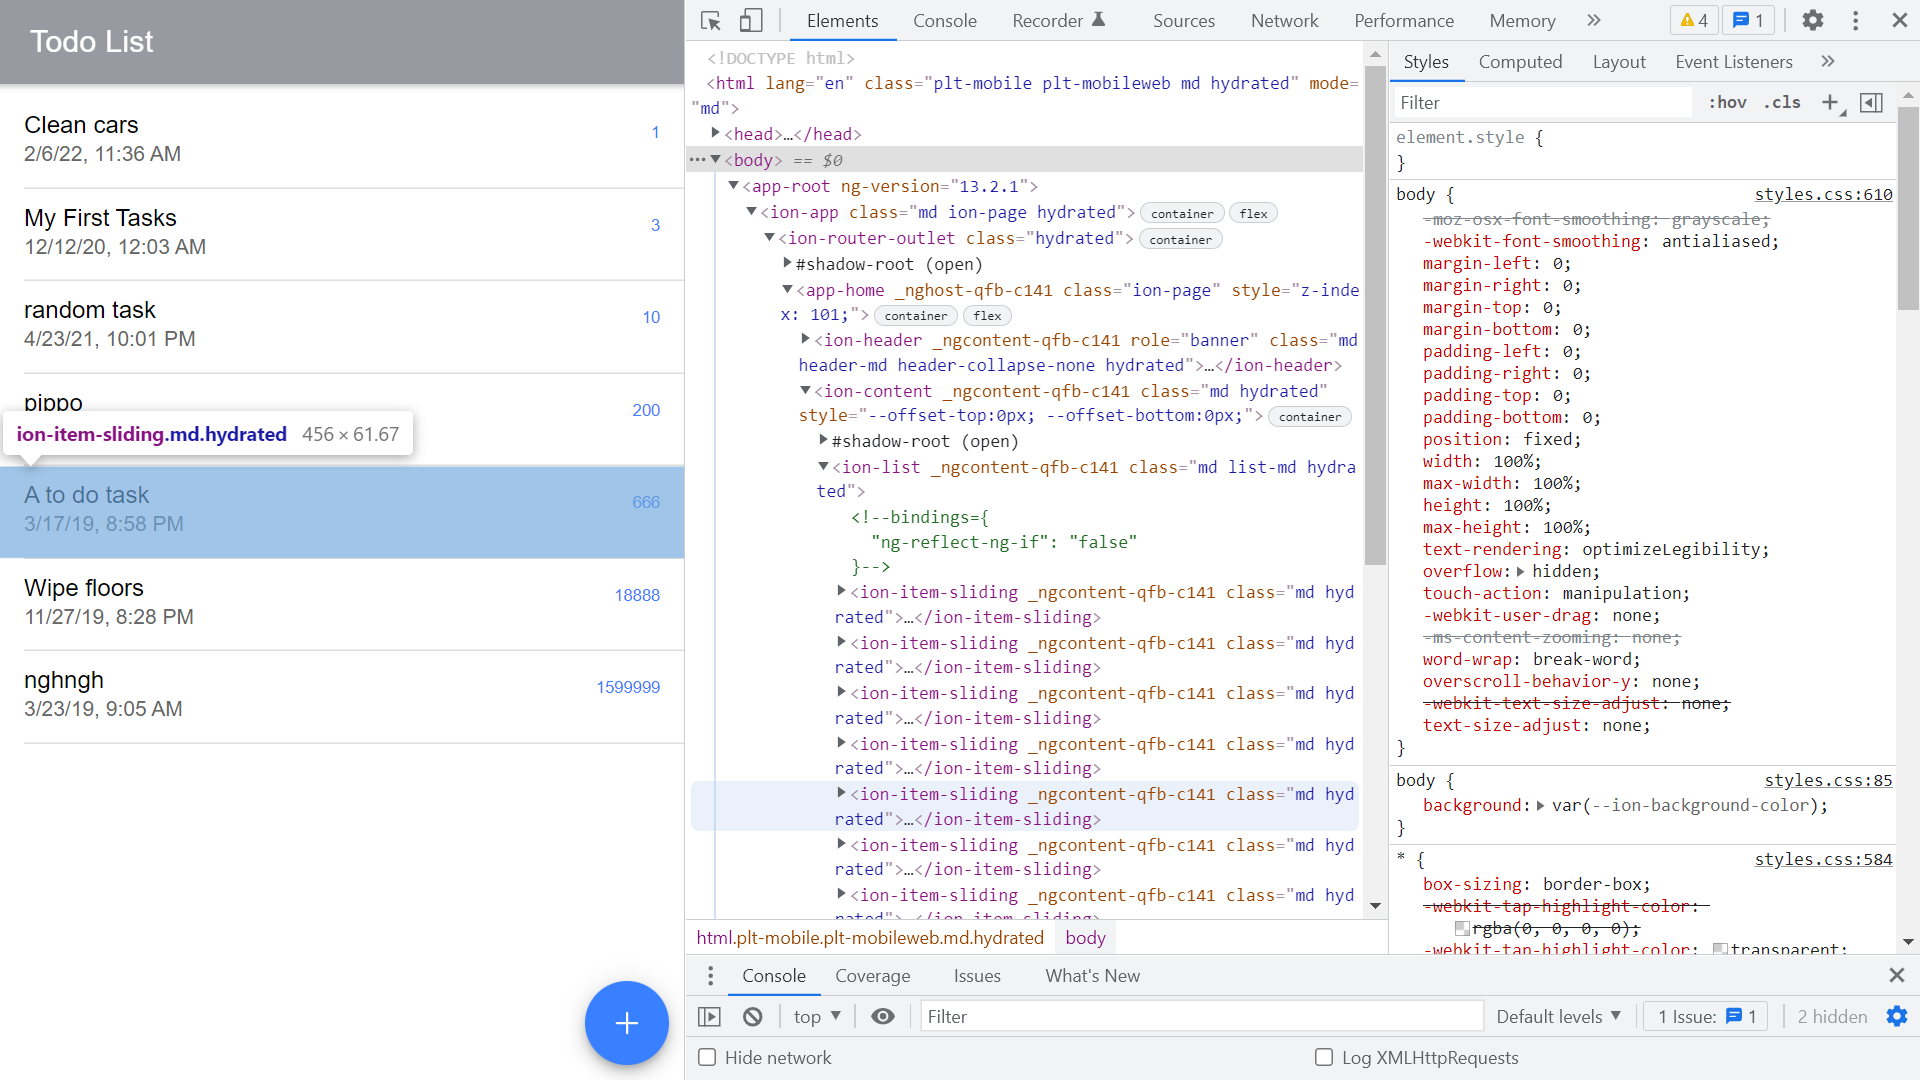 Todo List
Clean cars
1
2/6/22, 11:36 AM
My First Tasks
3
12/12/20, 12:03 AM
random task
10
4/23/21, 10:01 PM
pippo
200
ion-item-sliding.md.hydrated 456 × 61.67
A to do task
666
3/17/19, 8:58 PM
Wipe floors
18888
11/27/19, 8:28 PM
nghngh
1599999
3/23/19, 9:05 AM
Elements Console Recorder Sources Network Performance Memory » 4 1
<!DOCTYPE html>
<html lang="en" class="plt-mobile plt-mobileweb md hydrated" mode=
"md">
<head>…</head>
… <body> == $0
<app-root ng-version="13.2.1">
<ion-app class="md ion-page hydrated"> container flex
<ion-router-outlet class="hydrated"> container
#shadow-root (open)
<app-home _nghost-qfb-c141 class="ion-page" style="z-inde
x: 101;"> container flex
<ion-header _ngcontent-qfb-c141 role="banner" class="md
header-md header-collapse-none hydrated">…</ion-header>
<ion-content _ngcontent-qfb-c141 class="md hydrated"
style="--offset-top:0px; --offset-bottom:0px;"> container
#shadow-root (open)
<ion-list _ngcontent-qfb-c141 class="md list-md hydra
ted">
<!--bindings={
"ng-reflect-ng-if": "false"
}-->
<ion-item-sliding _ngcontent-qfb-c141 class="md hyd
rated">…</ion-item-sliding>
<ion-item-sliding _ngcontent-qfb-c141 class="md hyd
rated">…</ion-item-sliding>
<ion-item-sliding _ngcontent-qfb-c141 class="md hyd
rated">…</ion-item-sliding>
<ion-item-sliding _ngcontent-qfb-c141 class="md hyd
rated">…</ion-item-sliding>
<ion-item-sliding _ngcontent-qfb-c141 class="md hyd
rated">…</ion-item-sliding>
<ion-item-sliding _ngcontent-qfb-c141 class="md hyd
rated">…</ion-item-sliding>
<ion-item-sliding _ngcontent-qfb-c141 class="md hyd
rated">…</ion-item-sliding>
html.plt-mobile.plt-mobileweb.md.hydrated body
Styles Computed Layout Event Listeners »
Filter :hov .cls
element.style {
}
body { styles.css:610
-moz-osx-font-smoothing: grayscale;
-webkit-font-smoothing: antialiased;
margin-left: 0;
margin-right: 0;
margin-top: 0;
margin-bottom: 0;
padding-left: 0;
padding-right: 0;
padding-top: 0;
padding-bottom: 0;
position: fixed;
width: 100%;
max-width: 100%;
height: 100%;
max-height: 100%;
text-rendering: optimizeLegibility;
overflow: hidden;
touch-action: manipulation;
-webkit-user-drag: none;
-ms-content-zooming: none;
word-wrap: break-word;
overscroll-behavior-y: none;
-webkit-text-size-adjust: none;
text-size-adjust: none;
}
body { styles.css:85
background: var(--ion-background-color);
}
* { styles.css:584
box-sizing: border-box;
-webkit-tap-highlight-color:
rgba(0, 0, 0, 0);
-webkit-tap-highlight-color: transparent;
Console Coverage Issues What's New
top Filter Default levels 1 Issue: 1 2 hidden
Hide network Log XMLHttpRequests